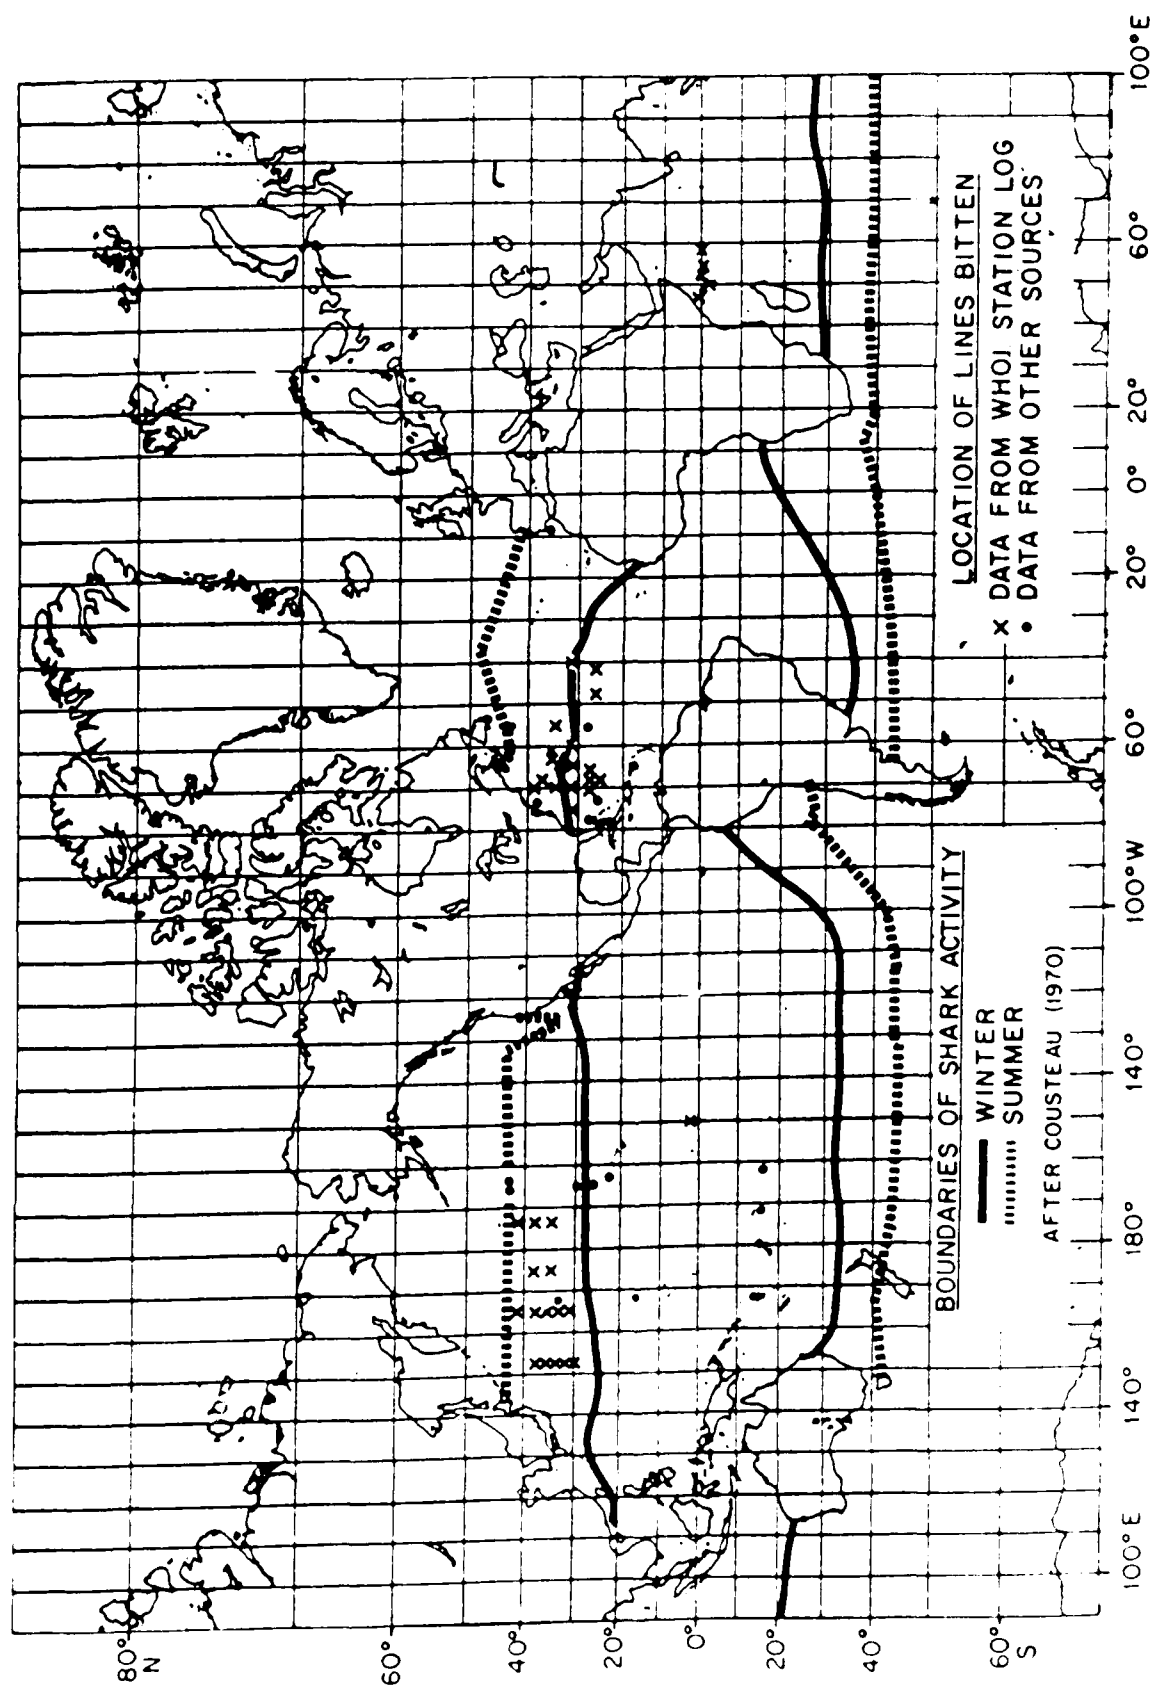 80°
N
60°
40°
20°
0°
20°
40°
60°
S
100°E
140°
180°
140°
100°W
60°
20°
0°
20°
60°
100°E
BOUNDARIES OF SHARK ACTIVITY
WINTER
SUMMER
AFTER COUSTEAU (1970)
LOCATION OF LINES BITTEN
x DATA FROM WHOI STATION LOG
• DATA FROM OTHER SOURCES